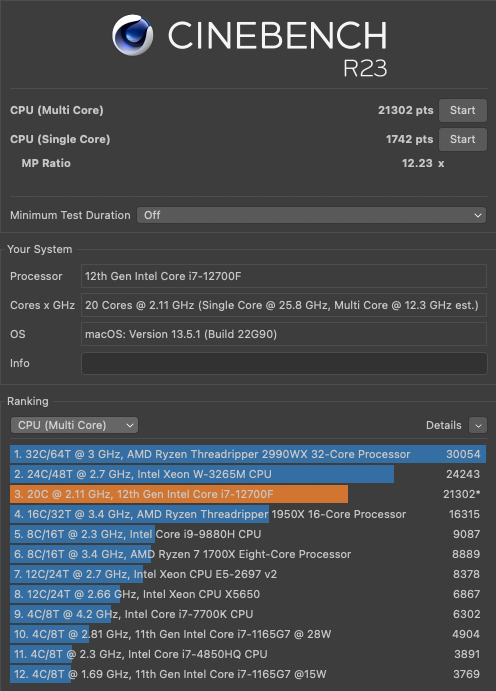 CINEBENCH
R23
CPU (Multi Core) 21302 pts Start
CPU (Single Core) 1742 pts Start
MP Ratio 12.23 x
Minimum Test Duration Off
Your System
Processor 12th Gen Intel Core i7-12700F
Cores x GHz 20 Cores @ 2.11 GHz (Single Core @ 25.8 GHz, Multi Core @ 12.3 GHz est.)
OS macOS: Version 13.5.1 (Build 22G90)
Info
Ranking
CPU (Multi Core) Details
1. 32C/64T @ 3 GHz, AMD Ryzen Threadripper 2990WX 32-Core Processor 30054
2. 24C/48T @ 2.7 GHz, Intel Xeon W-3265M CPU 24243
3. 20C @ 2.11 GHz, 12th Gen Intel Core i7-12700F 21302*
4. 16C/32T @ 3.4 GHz, AMD Ryzen Threadripper 1950X 16-Core Processor 16315
5. 8C/16T @ 2.3 GHz, Intel Core i9-9880H CPU 9087
6. 8C/16T @ 3.4 GHz, AMD Ryzen 7 1700X Eight-Core Processor 8889
7. 12C/24T @ 2.7 GHz, Intel Xeon CPU E5-2697 v2 8378
8. 12C/24T @ 2.66 GHz, Intel Xeon CPU X5650 6867
9. 4C/8T @ 4.2 GHz, Intel Core i7-7700K CPU 6302
10. 4C/8T @ 2.81 GHz, 11th Gen Intel Core i7-1165G7 @ 28W 4904
11. 4C/8T @ 2.3 GHz, Intel Core i7-4850HQ CPU 3891
12. 4C/8T @ 1.69 GHz, 11th Gen Intel Core i7-1165G7 @15W 3769